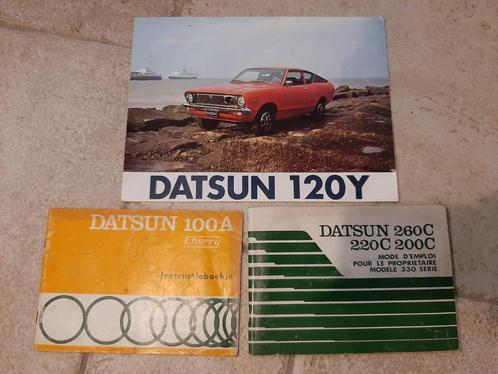 DATSUN 120Y
DATSUN 100A
Cherry
Instructieboekje
DATSUN 260C
220C 200C
MODE D'EMPLOI
POUR LE PROPRIETAIRE
MODELE 330 SERIE